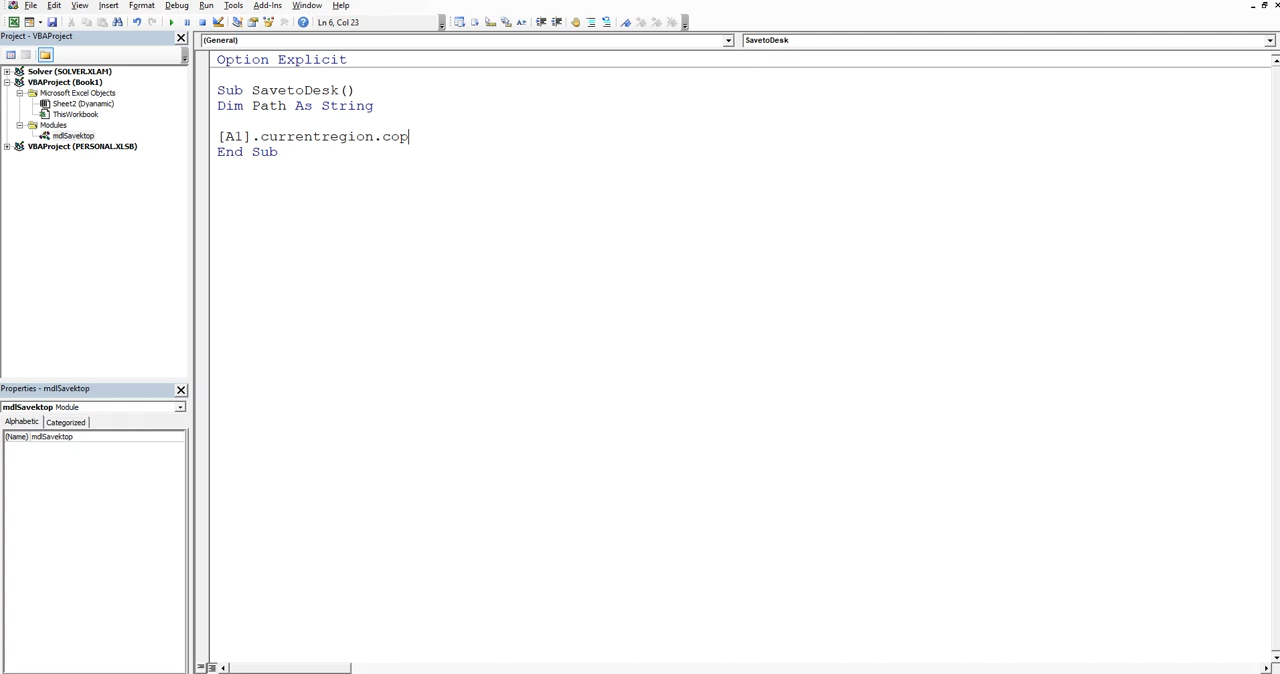 File Edit View Insert Format Debug Run Tools Add-Ins Window Help
Ln 6, Col 23
Project - VBAProject
(General)
SavetoDesk
Solver (SOLVER.XLAM)
VBAProject (Book1)
Microsoft Excel Objects
Sheet2 (Dyanamic)
ThisWorkbook
Modules
mdlSavektop
VBAProject (PERSONAL.XLSB)
Option Explicit
Sub SavetoDesk()
Dim Path As String
[A1].currentregion.cop
End Sub
Properties - mdlSavektop
mdlSavektop Module
Alphabetic Categorized
(Name) mdlSavektop